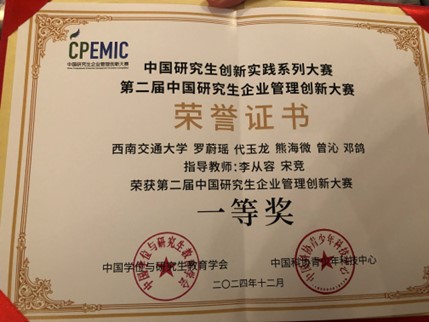 CPEMIC
中国研究生企业管理创新大赛
中国研究生创新实践系列大赛
第二届中国研究生企业管理创新大赛
荣誉证书
西南交通大学 罗蔚瑶 代玉龙 熊海微 曾沁 邓鸽
指导教师:李从容 宋竞
荣获第二届中国研究生企业管理创新大赛
一等奖
中国学位与研究生教育学会
中国科协青少年科技中心
二〇二四年十二月